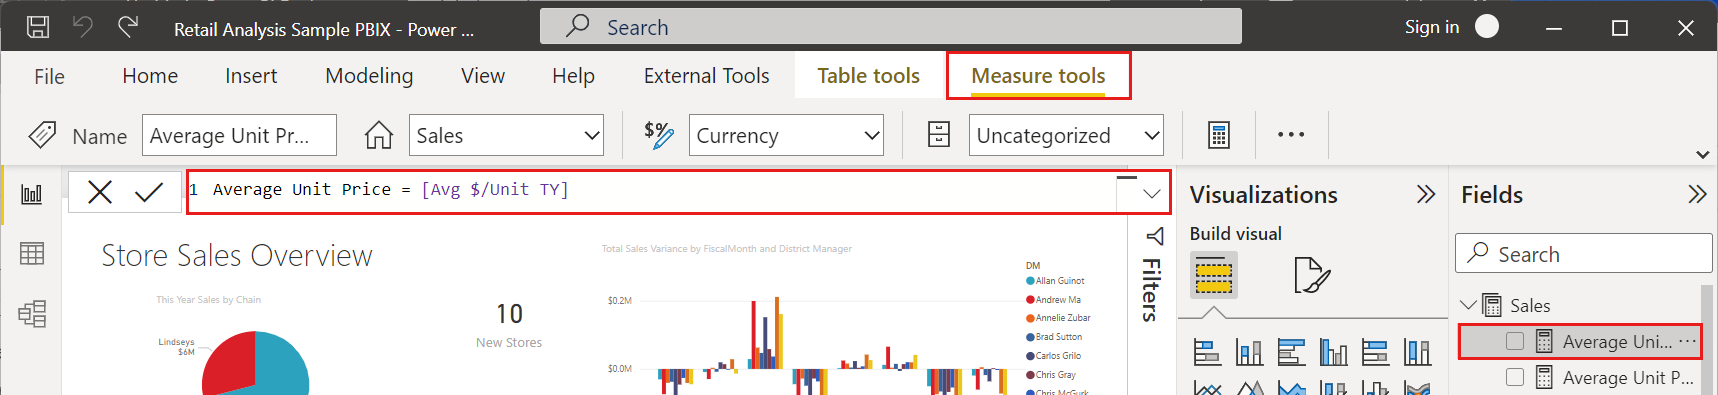 Retail Analysis Sample PBIX - Power ...
Search
Sign in
File
Home
Insert
Modeling
View
Help
External Tools
Table tools
Measure tools
Name
Average Unit Pr...
Sales
$%
Currency
Uncategorized
1 Average Unit Price = [Avg $/Unit TY]
Store Sales Overview
This Year Sales by Chain
Lindseys
$6M
10
New Stores
Total Sales Variance by FiscalMonth and District Manager
$0.2M
$0.0M
DM
Allan Guinot
Andrew Ma
Annelie Zubar
Brad Sutton
Carlos Grilo
Chris Gray
Chris McGurk
Filters
Visualizations
Build visual
Fields
Search
Sales
Average Uni...
Average Unit P...